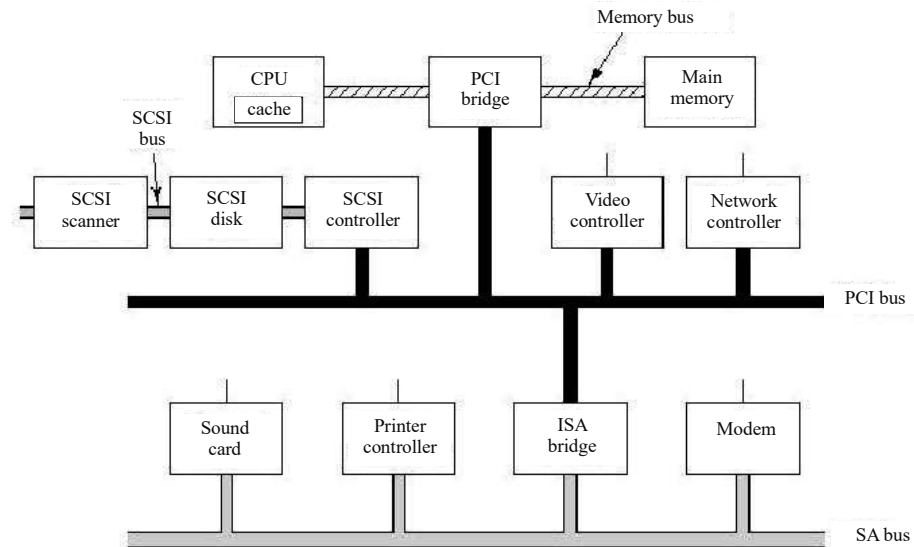 Memory bus
CPU
cache
PCI
bridge
Main
memory
SCSI
bus
SCSI
scanner
SCSI
disk
SCSI
controller
Video
controller
Network
controller
PCI bus
Sound
card
Printer
controller
ISA
bridge
Modem
SA bus